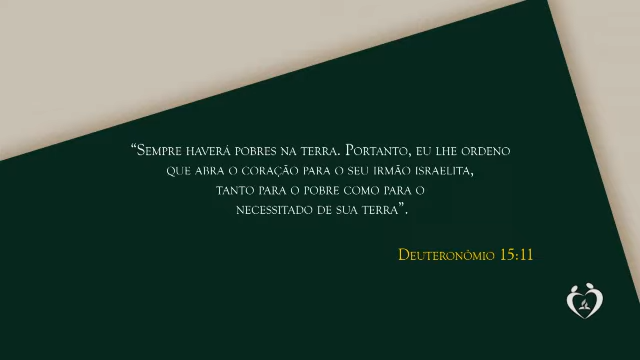 “Sempre haverá pobres na terra. Portanto, eu lhe ordeno
que abra o coração para o seu irmão israelita,
tanto para o pobre como para o
necessitado de sua terra”.
Deuteronômio 15:11